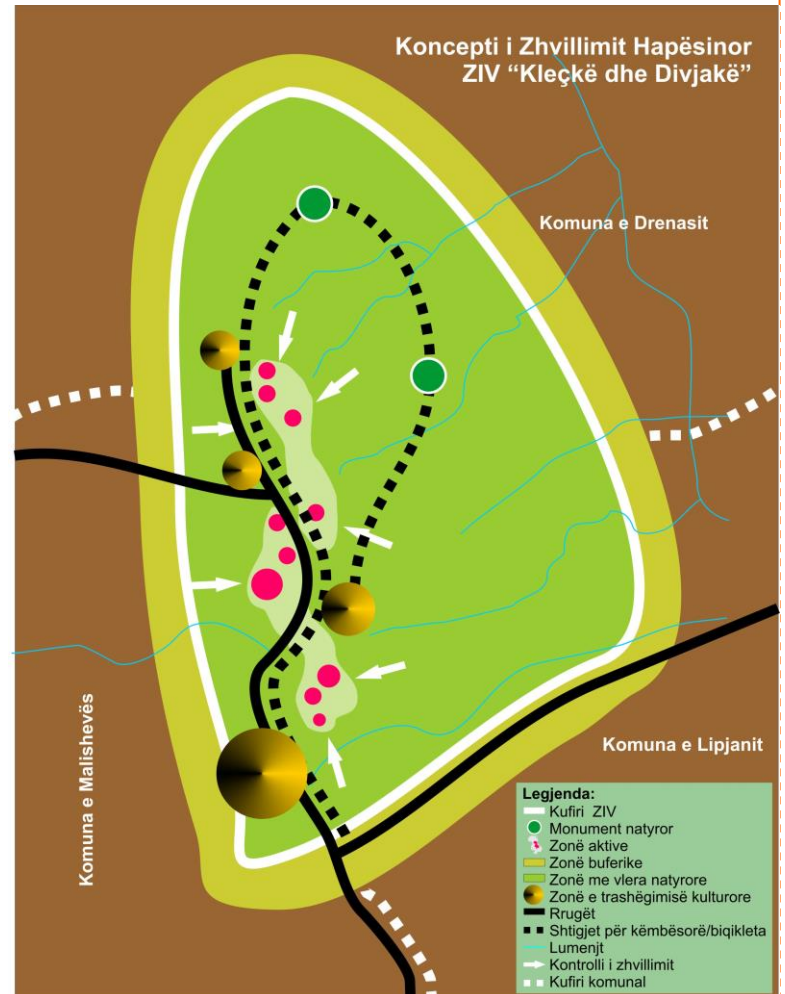 Koncepti i Zhvillimit Hapësinor
ZIV “Kleçkë dhe Divjakë”
Komuna e Drenasit
Komuna e Malishevës
Komuna e Lipjanit
Legjenda:
Kufiri ZIV
Monument natyror
Zonë aktive
Zonë buferike
Zonë me vlera natyrore
Zonë e trashëgimisë kulturore
Rrugët
Shtigjet për këmbësorë/biqikleta
Lumenjt
Kontrolli i zhvillimit
Kufiri komunal